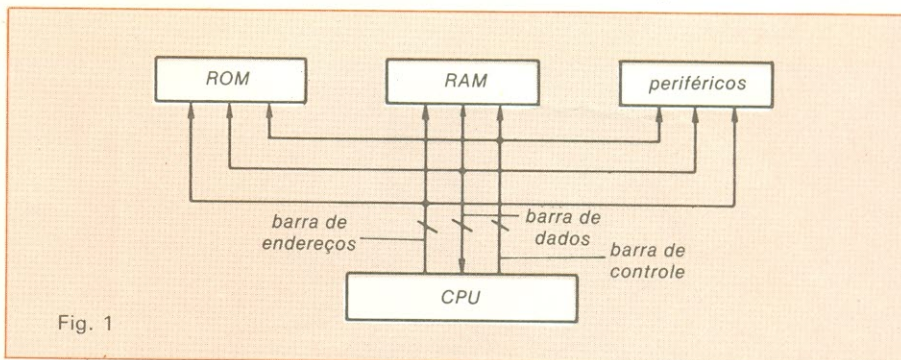 ROM
RAM
periféricos
barra de
endereços
barra de
dados
barra de
controle
CPU
Fig. 1